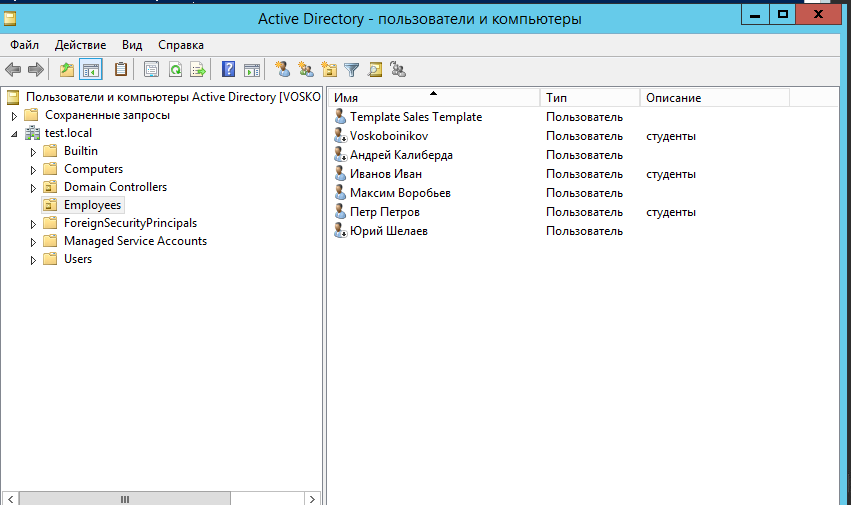 Active Directory - пользователи и компьютеры
Файл Действие Вид Справка
Пользователи и компьютеры Active Directory [VOSKO
Сохраненные запросы
test.local
Builtin
Computers
Domain Controllers
Employees
ForeignSecurityPrincipals
Managed Service Accounts
Users
Имя Тип Описание
Template Sales Template Пользователь
Voskoboinikov Пользователь студенты
Андрей Калиберда Пользователь
Иванов Иван Пользователь студенты
Максим Воробьев Пользователь
Петр Петров Пользователь студенты
Юрий Шелаев Пользователь